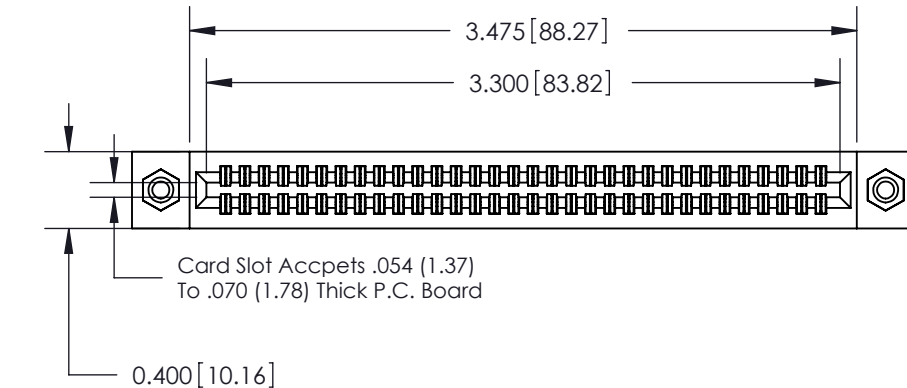 3.475[88.27]
3.300[83.82]
Card Slot Accpets .054 (1.37)
To .070 (1.78) Thick P.C. Board
0.400[10.16]